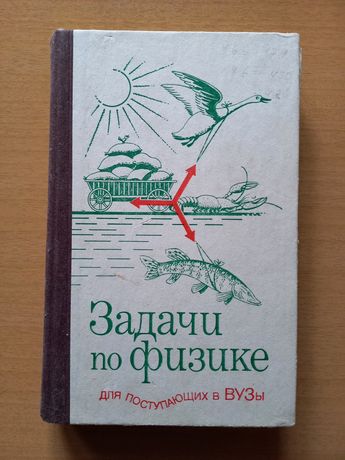 Задачи
по физике
для поступающих в ВУЗы